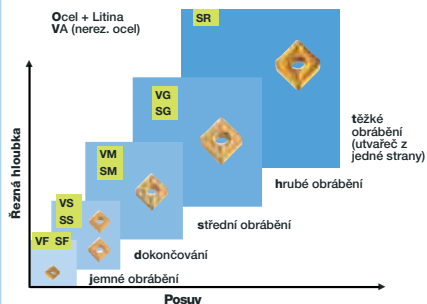 Ocel + Litina
VA (nerez. ocel)
SR
VG
SG
těžké
obrábění
(utvařeč z
jedné strany)
VM
SM
hrubé obrábění
VS
SS
střední obrábění
VF SF
dokončování
jemné obrábění
Řezná hloubka
Posuv